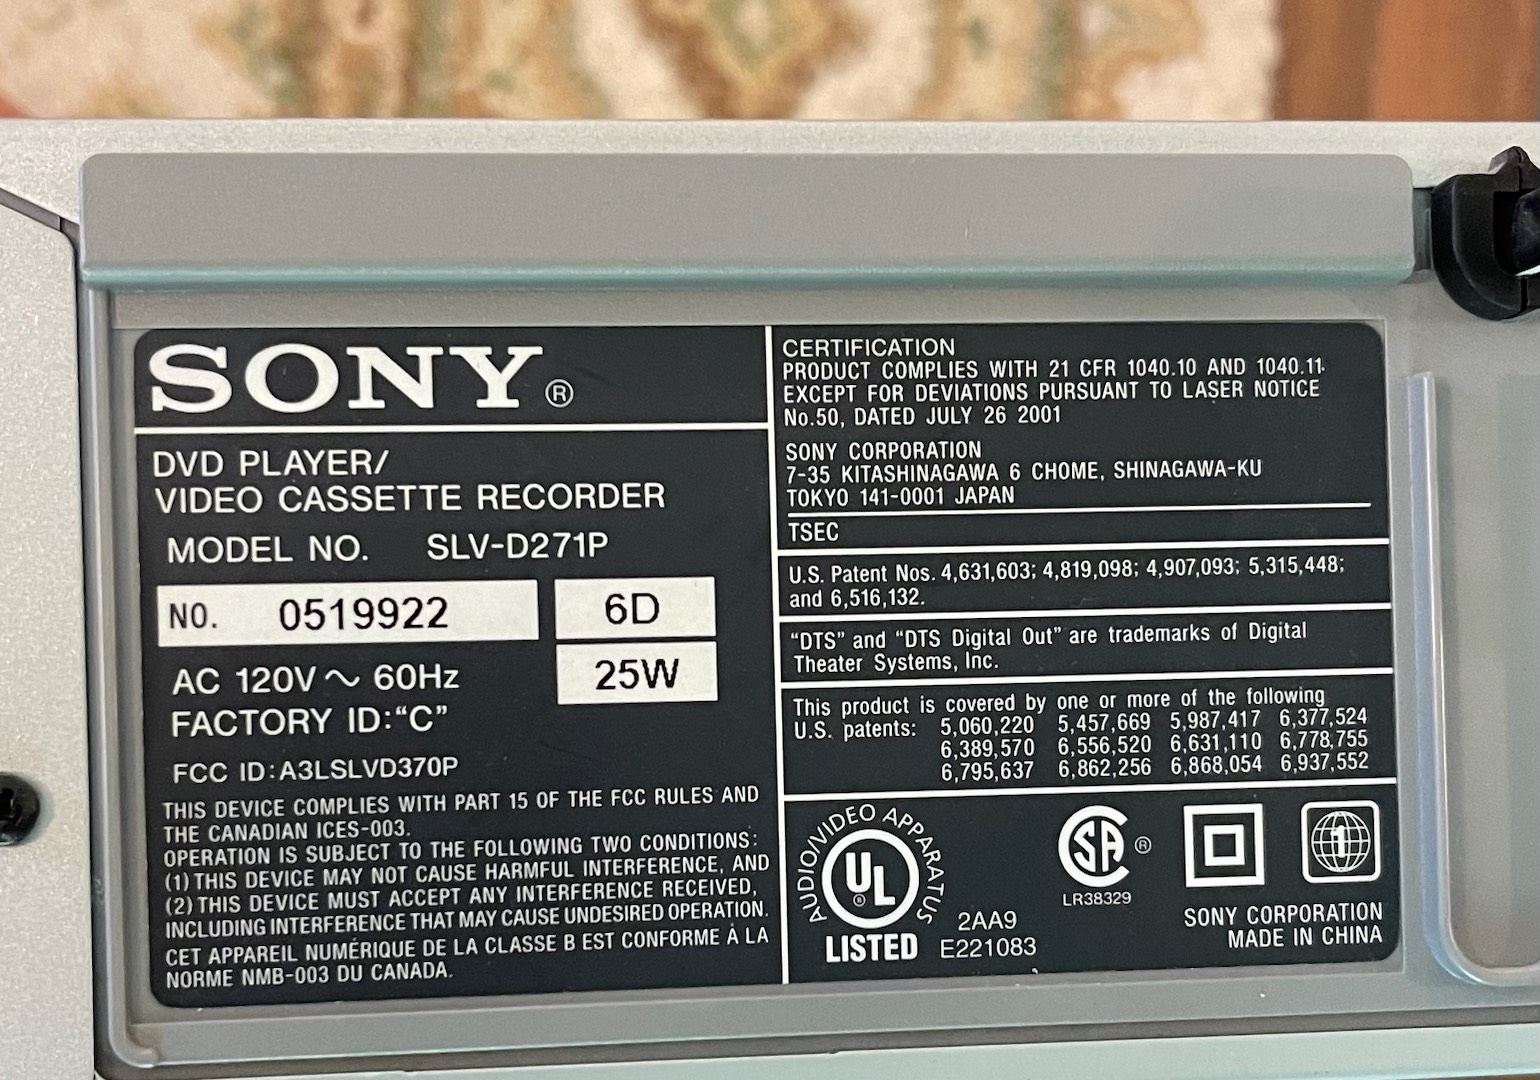 SONY®
DVD PLAYER/
VIDEO CASSETTE RECORDER
MODEL NO. SLV-D271P
NO. 0519922 6D
AC 120V ~ 60Hz 25W
FACTORY ID:“C”
FCC ID:A3LSLVD370P
THIS DEVICE COMPLIES WITH PART 15 OF THE FCC RULES AND
THE CANADIAN ICES-003.
OPERATION IS SUBJECT TO THE FOLLOWING TWO CONDITIONS:
(1) THIS DEVICE MAY NOT CAUSE HARMFUL INTERFERENCE, AND
(2) THIS DEVICE MUST ACCEPT ANY INTERFERENCE RECEIVED,
INCLUDING INTERFERENCE THAT MAY CAUSE UNDESIRED OPERATION.
CET APPAREIL NUMÉRIQUE DE LA CLASSE B EST CONFORME À LA
NORME NMB-003 DU CANADA.
CERTIFICATION
PRODUCT COMPLIES WITH 21 CFR 1040.10 AND 1040.11.
EXCEPT FOR DEVIATIONS PURSUANT TO LASER NOTICE
No.50, DATED JULY 26 2001
SONY CORPORATION
7-35 KITASHINAGAWA 6 CHOME, SHINAGAWA-KU
TOKYO 141-0001 JAPAN
TSEC
U.S. Patent Nos. 4,631,603; 4,819,098; 4,907,093; 5,315,448;
and 6,516,132.
“DTS” and “DTS Digital Out” are trademarks of Digital
Theater Systems, Inc.
This product is covered by one or more of the following
U.S. patents: 5,060,220 5,457,669 5,987,417 6,377,524
6,389,570 6,556,520 6,631,110 6,778,755
6,795,637 6,862,256 6,868,054 6,937,552
AUDIO/VIDEO APPARATUS
UL ®
LISTED
2AA9
E221083
SA ®
LR38329
1
SONY CORPORATION
MADE IN CHINA